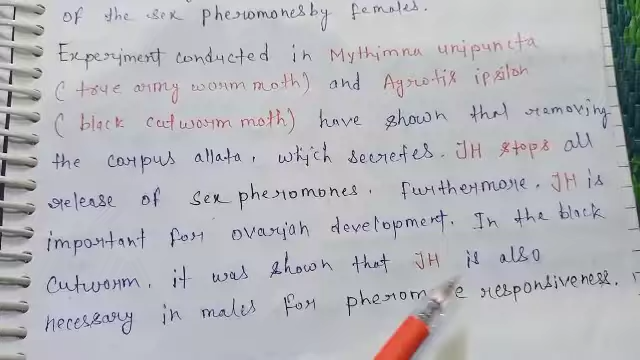 of the sex pheromones by females.
Experiment conducted in Mythimna unipuncta
(true army worm moth) and Agrotis ipsilon
(black cutworm moth) have shown that removing
the corpus allata, which secretes. JH stops all
release of sex pheromones. Furthermore, JH is
important for ovariah development. In the black
Cutworm, it was shown that JH is also
necessary in males for responsiveness.